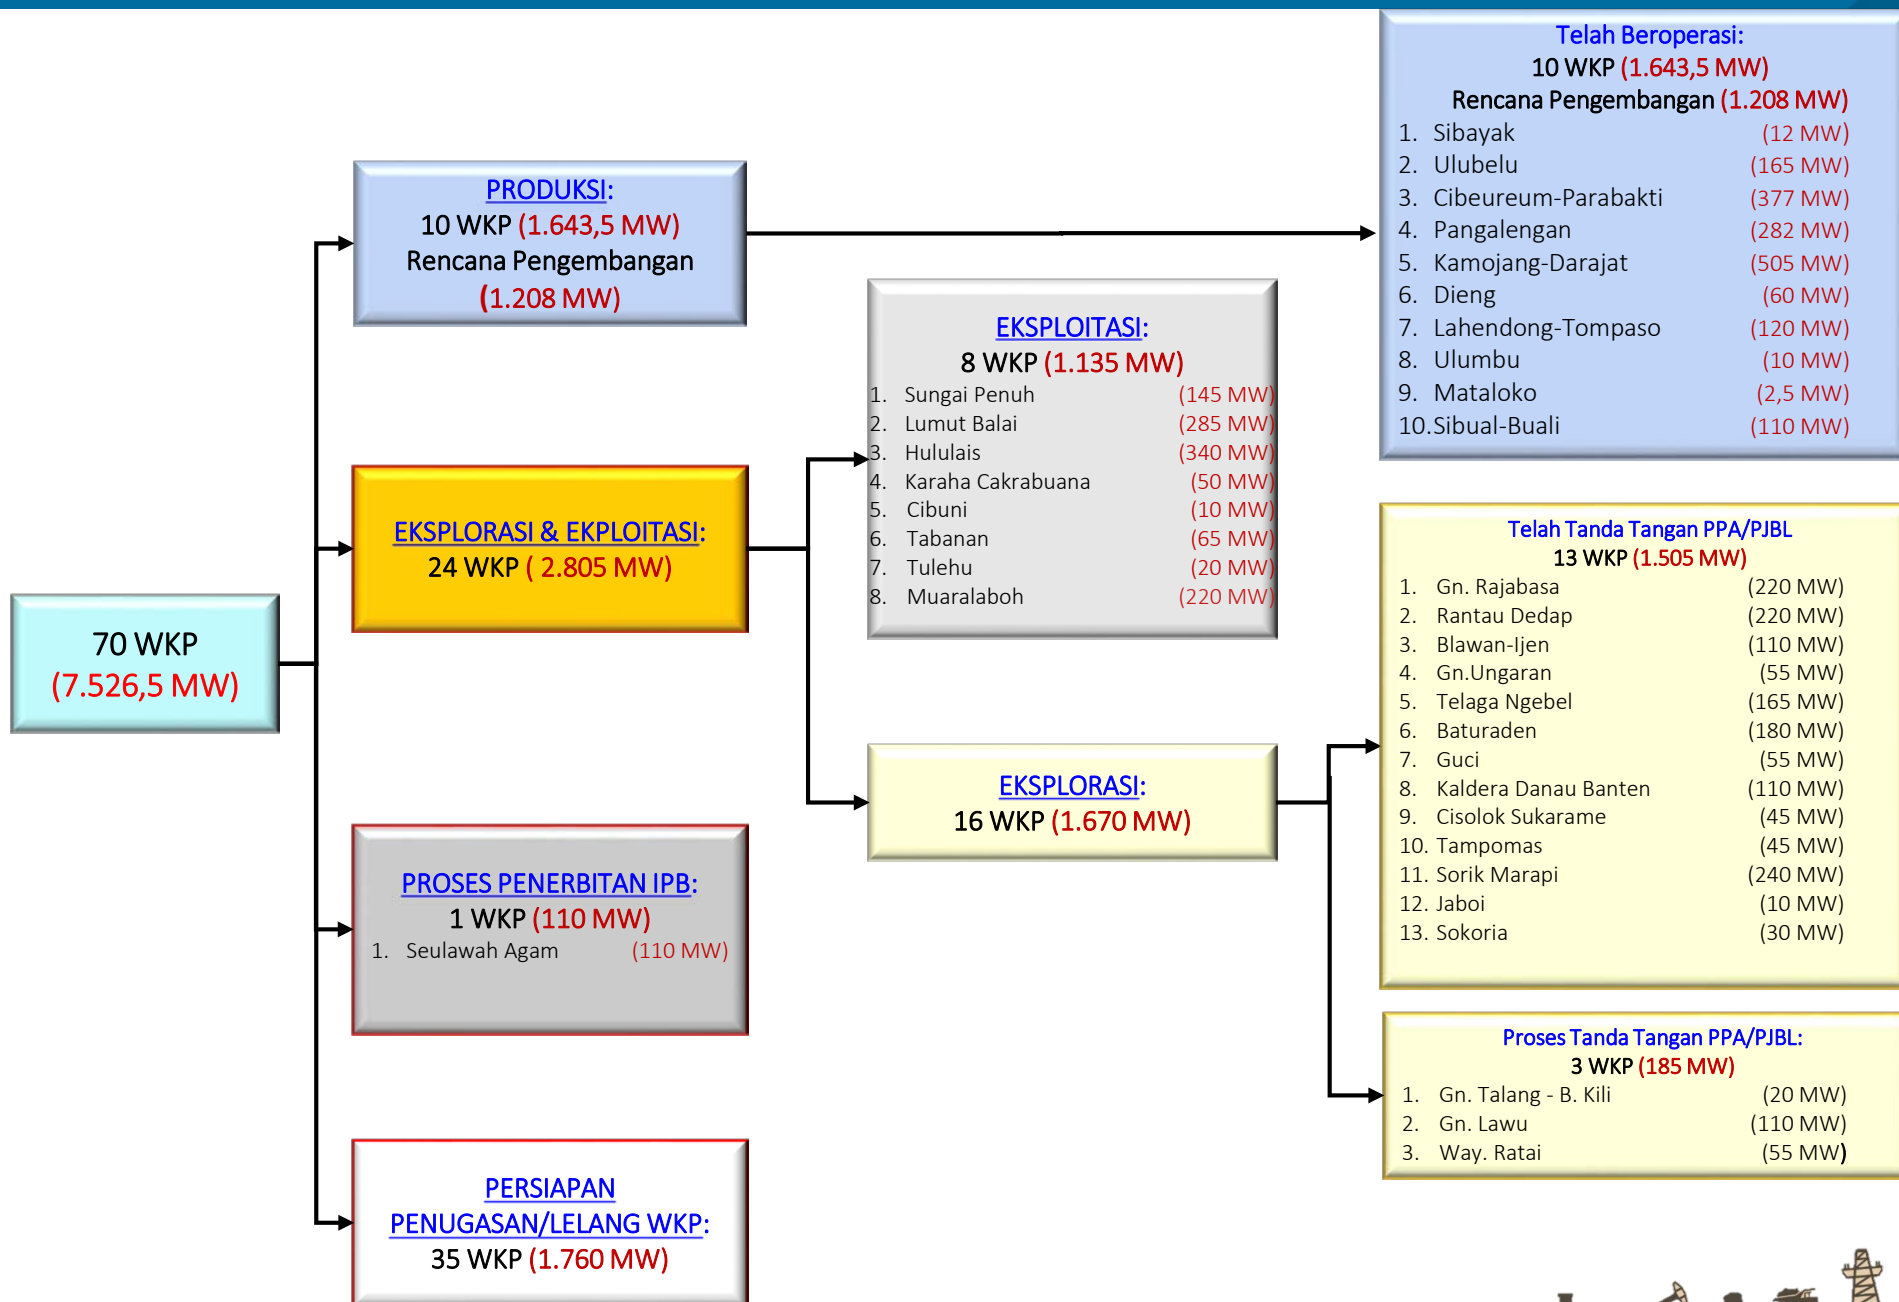 70 WKP
(7.526,5 MW)
PRODUKSI:
10 WKP (1.643,5 MW)
Rencana Pengembangan
(1.208 MW)
EKSPLORASI & EKPLOITASI:
24 WKP ( 2.805 MW)
PROSES PENERBITAN IPB:
1 WKP (110 MW)
1. Seulawah Agam (110 MW)
PERSIAPAN
PENUGASAN/LELANG WKP:
35 WKP (1.760 MW)
EKSPLOITASI:
8 WKP (1.135 MW)
1. Sungai Penuh (145 MW)
2. Lumut Balai (285 MW)
3. Hululais (340 MW)
4. Karaha Cakrabuana (50 MW)
5. Cibuni (10 MW)
6. Tabanan (65 MW)
7. Tulehu (20 MW)
8. Muaralaboh (220 MW)
EKSPLORASI:
16 WKP (1.670 MW)
Telah Beroperasi:
10 WKP (1.643,5 MW)
Rencana Pengembangan (1.208 MW)
1. Sibayak (12 MW)
2. Ulubelu (165 MW)
3. Cibeureum-Parabakti (377 MW)
4. Pangalengan (282 MW)
5. Kamojang-Darajat (505 MW)
6. Dieng (60 MW)
7. Lahendong-Tompaso (120 MW)
8. Ulumbu (10 MW)
9. Mataloko (2,5 MW)
10.Sibual-Buali (110 MW)
Telah Tanda Tangan PPA/PJBL
13 WKP (1.505 MW)
1. Gn. Rajabasa (220 MW)
2. Rantau Dedap (220 MW)
3. Blawan-Ijen (110 MW)
4. Gn.Ungaran (55 MW)
5. Telaga Ngebel (165 MW)
6. Baturaden (180 MW)
7. Guci (55 MW)
8. Kaldera Danau Banten (110 MW)
9. Cisolok Sukarame (45 MW)
10. Tampomas (45 MW)
11. Sorik Marapi (240 MW)
12. Jaboi (10 MW)
13. Sokoria (30 MW)
Proses Tanda Tangan PPA/PJBL:
3 WKP (185 MW)
1. Gn. Talang - B. Kili (20 MW)
2. Gn. Lawu (110 MW)
3. Way. Ratai (55 MW)